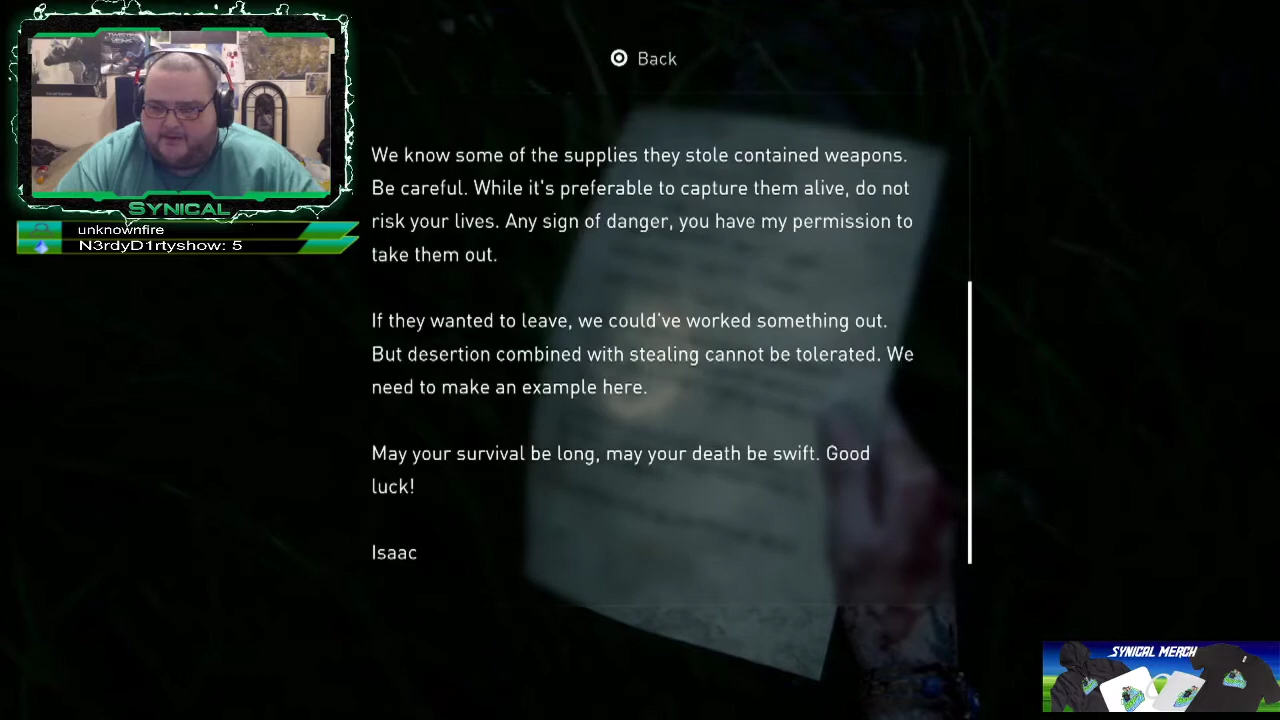 Back
We know some of the supplies they stole contained weapons.
Be careful. While it's preferable to capture them alive, do not
risk your lives. Any sign of danger, you have my permission to
take them out.
If they wanted to leave, we could've worked something out.
But desertion combined with stealing cannot be tolerated. We
need to make an example here.
May your survival be long, may your death be swift. Good
luck!
Isaac
SYNICAL
unknownfire
N3rdyD1rtyshow: 5
SYNICAL MERCH